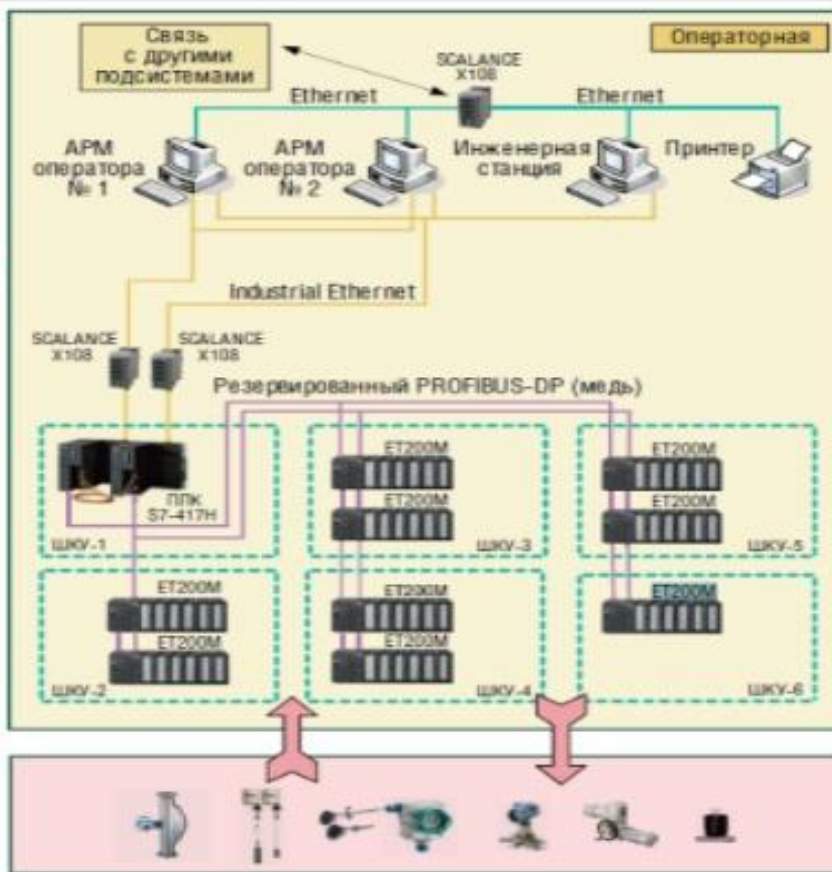 Связь
с другими
подсистемами
Операторная
SCALANCE
X108
Ethernet
Ethernet
АРМ
оператора
№ 1
АРМ
оператора
№ 2
Инженерная
станция
Принтер
Industrial Ethernet
SCALANCE
X108
SCALANCE
X108
Резервированный PROFIBUS-DP (медь)
ПЛК
S7-417H
ШКУ-1
ET200M
ET200M
ШКУ-3
ET200M
ET200M
ШКУ-5
ET200M
ET200M
ШКУ-2
ET200M
ET200M
ШКУ-4
ET200M
ШКУ-6